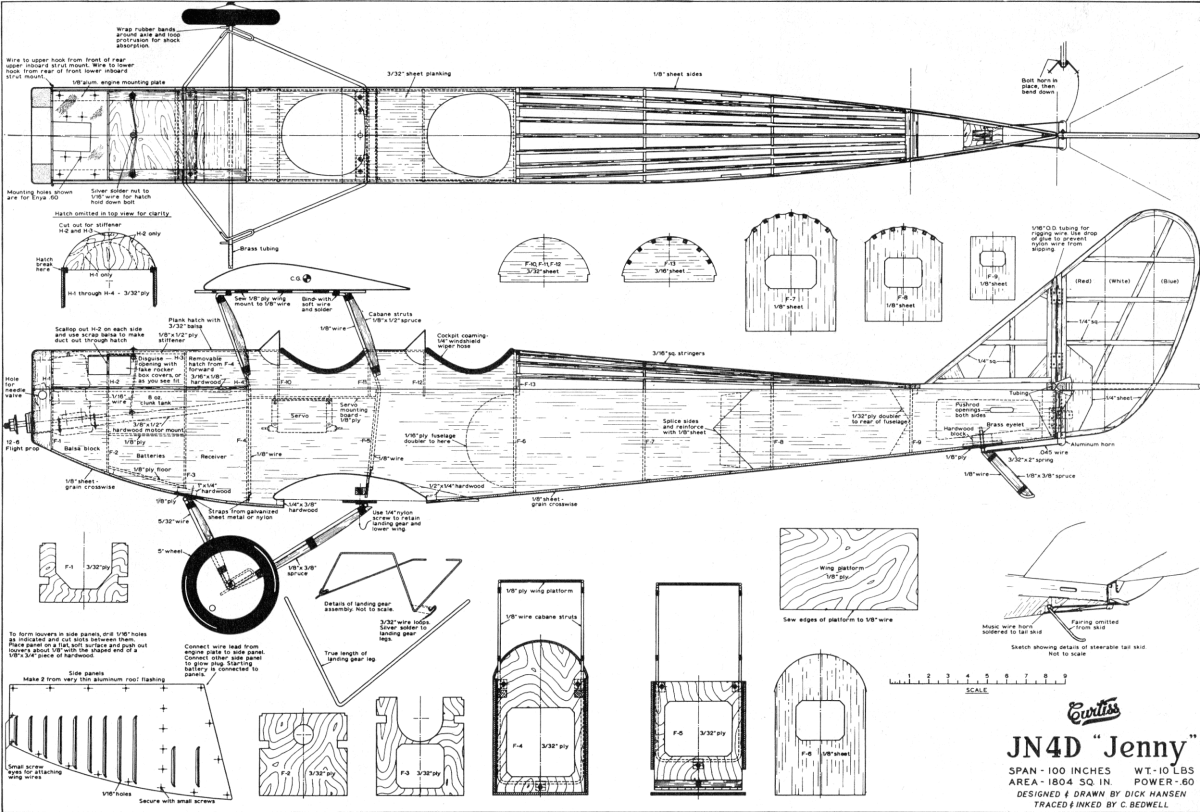 Wrap rubber bands
around axle and loop
protrusion for shock
absorption.
Wire to upper hook from front of rear
upper inboard strut mount. Wire to lower
hook from rear of front lower inboard
strut mount.
1/8" alum. engine mounting plate
3/32" sheet planking
1/8" sheet sides
Bolt horn in
place, then
bend down
Mounting holes shown
are for Enya .60
Silver solder nut to
1/16" wire for hatch
hold down bolt
Hatch omitted in top view for clarity
Cut out for stiffener
H-2 and H-3
H-2 only
Hatch
break
here
H-1 only
H-1 through H-4 - 3/32" ply
Brass tubing
C.G.
Sew 1/8" ply wing
mount to 1/8" wire
Bind with
soft wire
and solder
F-10, F-11, F-12
3/32" sheet
F-13
3/16" sheet
F-7
1/8" sheet
F-8
1/8" sheet
F-9
1/8" sheet
1/16" O.D. tubing for
rigging wire. Use drop
of glue to prevent
nylon wire from
slipping.
(Red)
(White)
(Blue)
1/4" sq.
1/4" sq.
1/4" sheet
Scallop out H-2 on each side
and use scrap balsa to make
duct out through hatch
Plank hatch with
3/32" balsa
1/8" x 1/2" ply
stiffener
1/8" wire
Cabane struts
1/8" x 1/2" spruce
Cockpit coaming-
1/4" windshield
wiper hose
3/16" sq. stringers
Hole
for
needle
valve
H-1
H-2
Disguise
opening with
fake rocker
box covers, or
as you see fit
H-3
Removable
hatch from F-4
forward
3/16" x 1/8"
hardwood
H-4
F-10
F-11
F-12
F-13
1/16"
wire
8 oz.
clunk tank
3/8" x 1/2"
hardwood motor mount
Servo
Servo
mounting
board-
1/8" ply
12-6
Flight prop
F-1
Balsa block
F-2
1/8" ply
Batteries
Receiver
F-3
F-4
F-5
1/8" wire
1/8" wire
1/16" ply fuselage
doubler to here
F-6
Splice sides
and reinforce
with 1/8" sheet
F-7
1/32" ply doubler
to rear of fuselage
F-9
Pushrod
openings-
both sides
Tubing
Hardwood
block
Brass eyelet
Aluminum horn
.045 wire
3/32" x 2" spring
1/8" ply
1/8" wire
1/8" x 3/8" spruce
1/8" sheet-
grain crosswise
1/8" ply floor
1" x 1/4"
hardwood
1/8" ply
Straps from galvanized
sheet metal or nylon
1/4" x 3/8"
hardwood
1/2" x 1/4" hardwood
1/8" sheet-
grain crosswise
Use 1/4" nylon
screw to retain
landing gear and
lower wing.
5/32" wire
5" wheel
1/8" x 3/8"
spruce
F-1
3/32" ply
Details of landing gear
assembly. Not to scale.
3/32" wire loops.
Silver solder to
landing gear
legs.
True length of
landing gear leg
1/8" ply wing platform
1/8" wire cabane struts
Wing platform
1/8" ply
Sew edges of platform to 1/8" wire
Music wire horn
soldered to tail skid
Fairing omitted
from skid
Sketch showing details of steerable tail skid.
Not to scale
To form louvers in side panels, drill 1/16" holes
as indicated and cut slots between them.
Place panel on a flat, soft surface and push out
louvers about 1/8" with the shaped end of a
1/8" x 3/4" piece of hardwood.
Connect wire lead from
engine plate to side panel.
Connect other side panel
to glow plug. Starting
battery is connected to
panels.
Side panels
Make 2 from very thin aluminum roof flashing
Small screw
eyes for attaching
wing wires
1/16" holes
Secure with small screws
F-2
3/32" ply
F-3
3/32" ply
F-4
3/32" ply
F-5
3/32" ply
F-6
1/8" sheet
1 2 3 4 5 6 7 8 9
SCALE
Curtiss
JN4D "Jenny"
SPAN - 100 INCHES WT. - 10 LBS
AREA - 1804 SQ. IN. POWER - .60
DESIGNED & DRAWN BY DICK HANSEN
TRACED & INKED BY C. BEDWELL